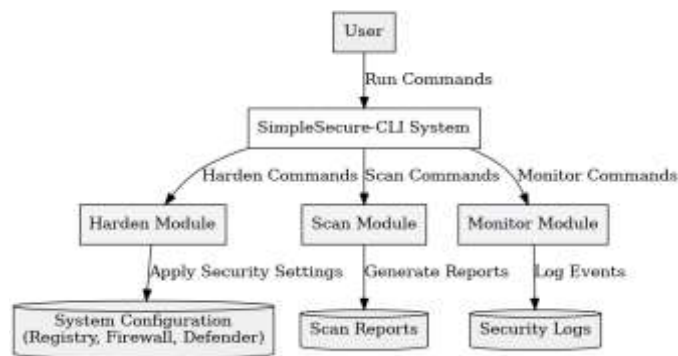 User
Run Commands
SimpleSecure-CLI System
Harden Commands
Scan Commands
Monitor Commands
Harden Module
Scan Module
Monitor Module
Apply Security Settings
Generate Reports
Log Events
System Configuration
(Registry, Firewall, Defender)
Scan Reports
Security Logs